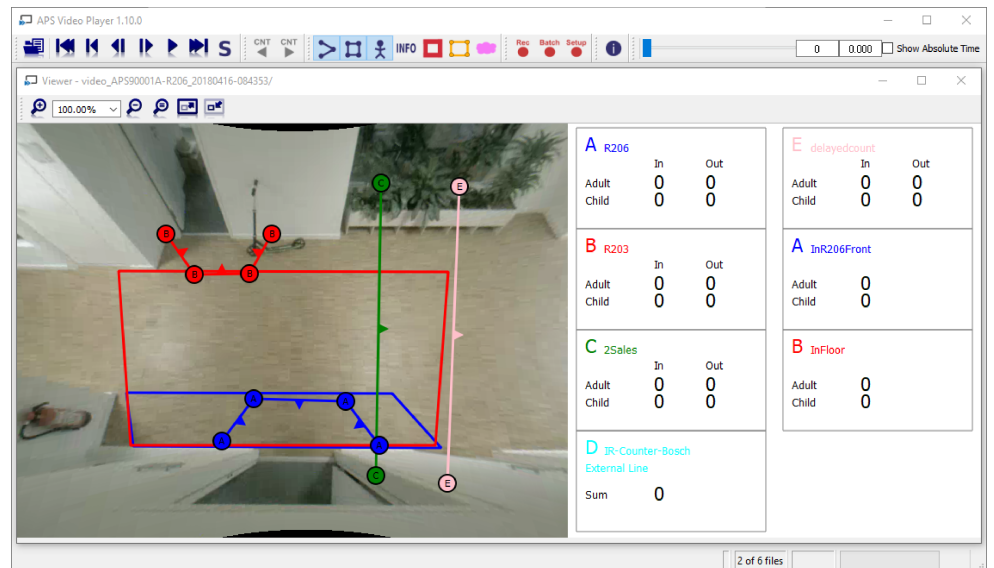 APS Video Player 1.10.0
S CNT CNT INFO Rec Batch Setup 0 0.000 Show Absolute Time
Viewer - video_APS90001A-R206_20180416-084353/
100.00%
A R206
In Out
Adult 0 0
Child 0 0
B R203
In Out
Adult 0 0
Child 0 0
C 2Sales
In Out
Adult 0 0
Child 0 0
D IR-Counter-Bosch
External Line
Sum 0
E delayedcount
In Out
Adult 0 0
Child 0 0
A InR206Front
Adult 0
Child 0
B InFloor
Adult 0
Child 0
C E
B B
B B
A A
A A
C E
2 of 6 files